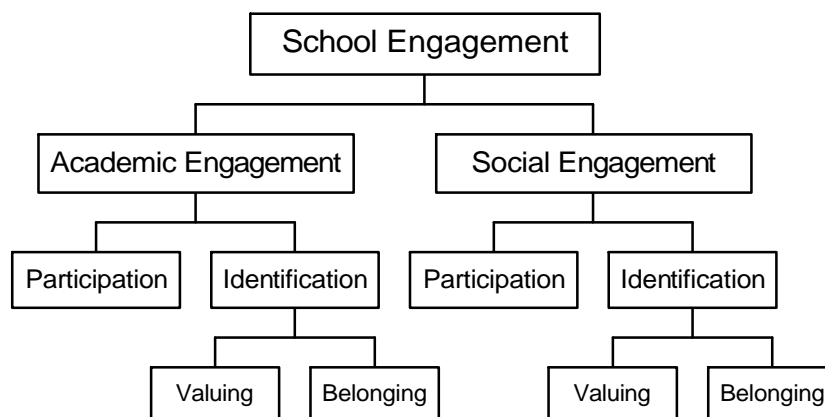 School Engagement
Academic Engagement
Social Engagement
Participation
Identification
Participation
Identification
Valuing
Belonging
Valuing
Belonging